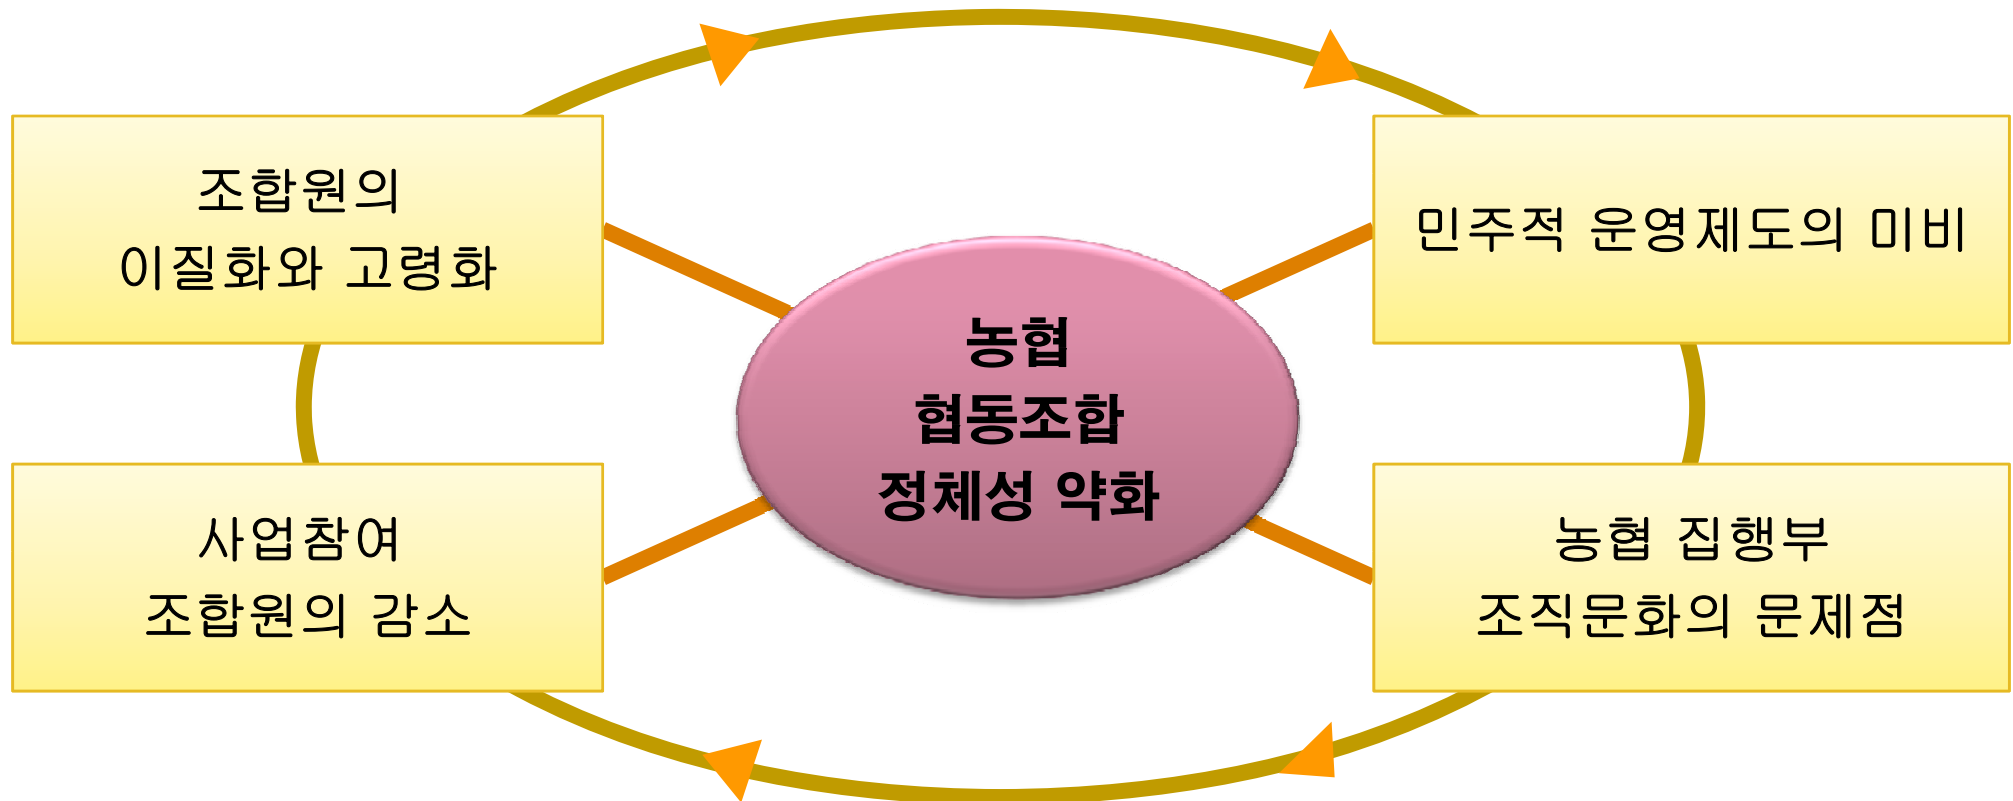 조합원의
이질화와 고령화
민주적 운영제도의 미비
농협
협동조합
정체성 약화
사업참여
조합원의 감소
농협 집행부
조직문화의 문제점